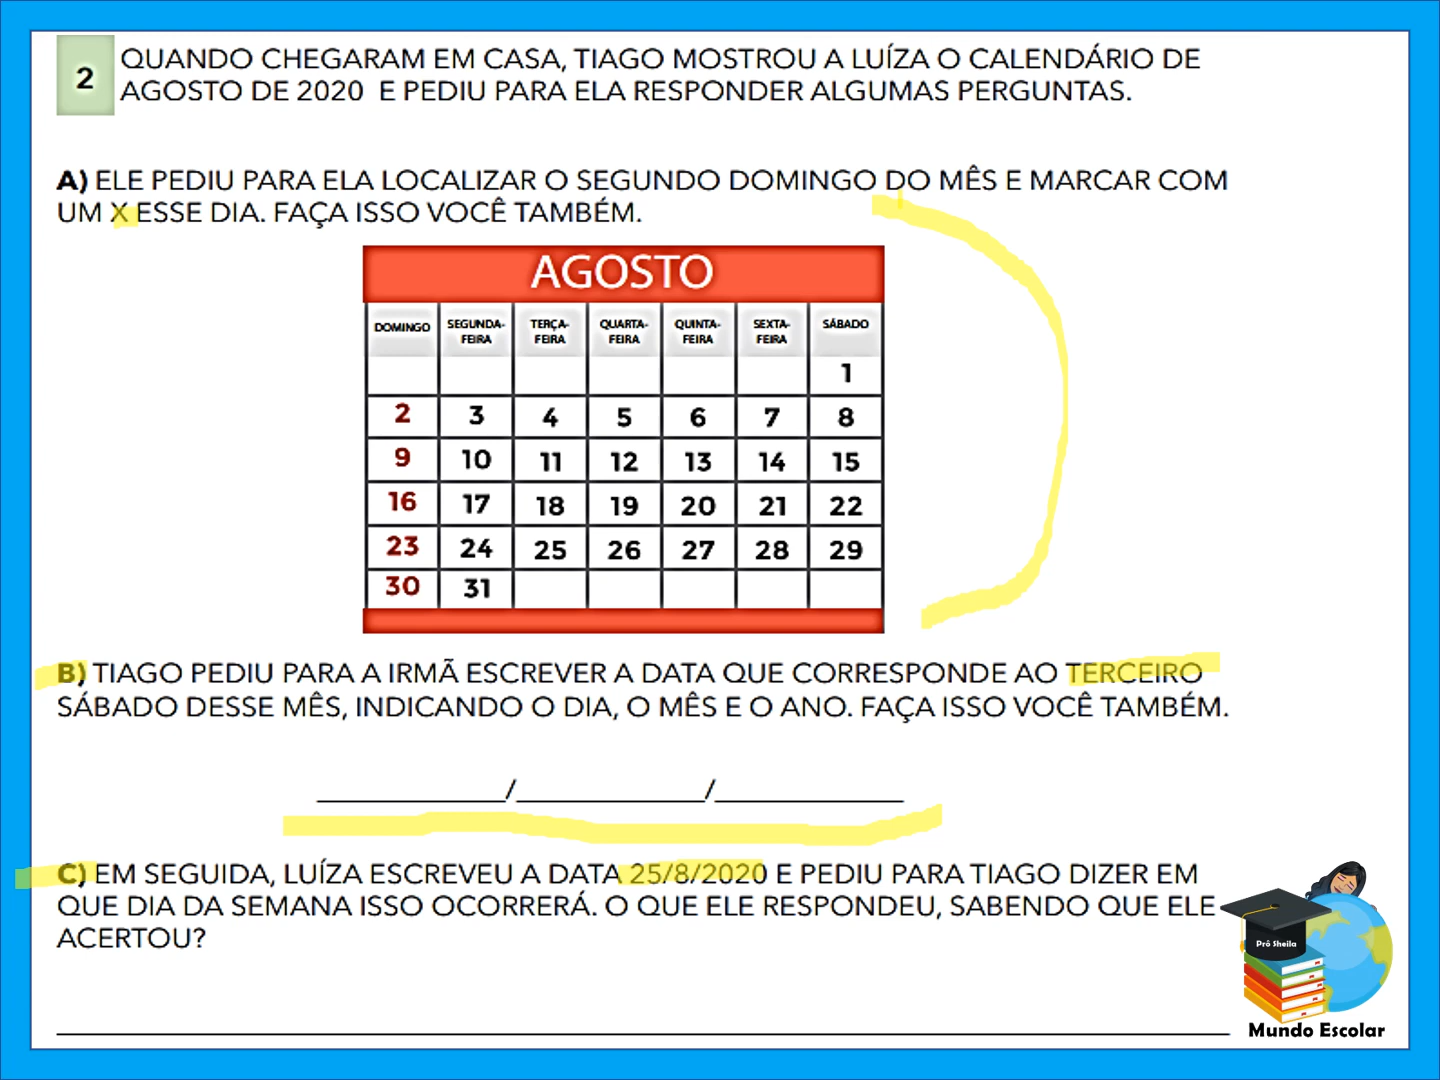 2
QUANDO CHEGARAM EM CASA, TIAGO MOSTROU A LUÍZA O CALENDÁRIO DE
AGOSTO DE 2020 E PEDIU PARA ELA RESPONDER ALGUMAS PERGUNTAS.
A) ELE PEDIU PARA ELA LOCALIZAR O SEGUNDO DOMINGO DO MÊS E MARCAR COM
UM X ESSE DIA. FAÇA ISSO VOCÊ TAMBÉM.
AGOSTO
DOMINGO SEGUNDA-FEIRA TERÇA-FEIRA QUARTA-FEIRA QUINTA-FEIRA SEXTA-FEIRA SÁBADO
1
2 3 4 5 6 7 8
9 10 11 12 13 14 15
16 17 18 19 20 21 22
23 24 25 26 27 28 29
30 31
B) TIAGO PEDIU PARA A IRMÃ ESCREVER A DATA QUE CORRESPONDE AO TERCEIRO
SÁBADO DESSE MÊS, INDICANDO O DIA, O MÊS E O ANO. FAÇA ISSO VOCÊ TAMBÉM.
______________/______________/______________
C) EM SEGUIDA, LUÍZA ESCREVEU A DATA 25/8/2020 E PEDIU PARA TIAGO DIZER EM
QUE DIA DA SEMANA ISSO OCORRERÁ. O QUE ELE RESPONDEU, SABENDO QUE ELE
ACERTOU?
Prô Sheila
Mundo Escolar